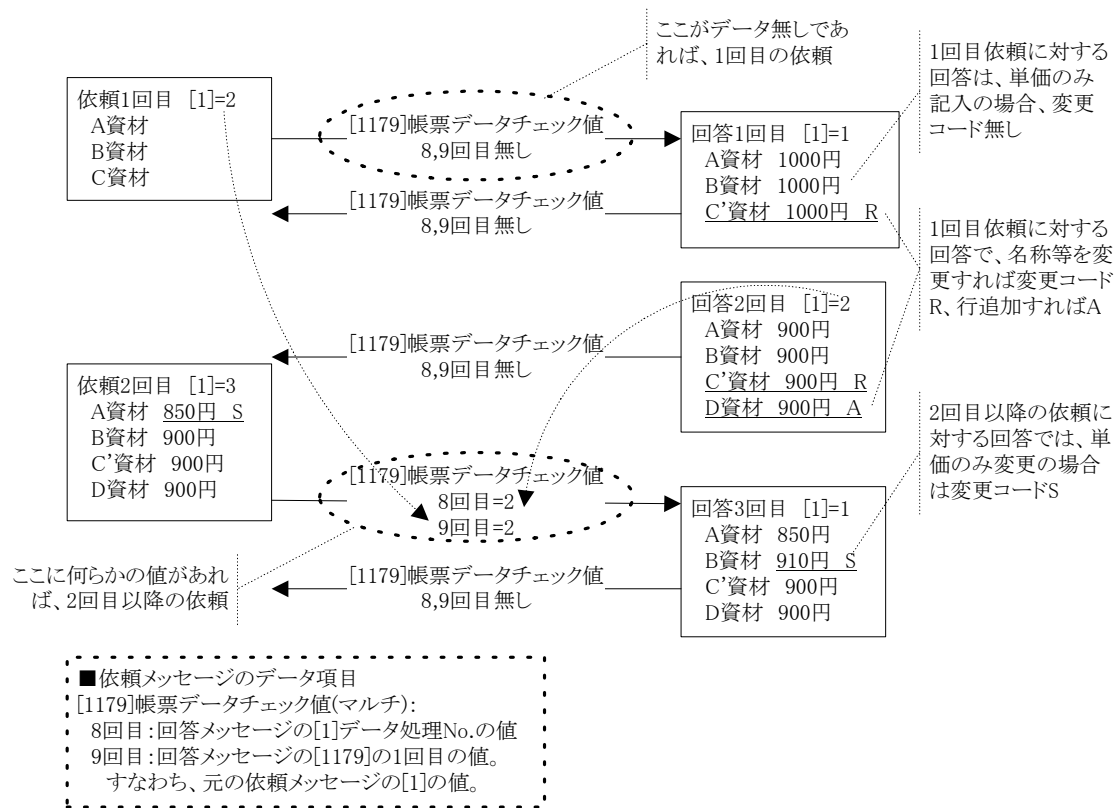 ここがデータ無しであ
れば、1回目の依頼
1回目依頼に対する
回答は、単価のみ
記入の場合、変更
コード無し
依頼1回目 [1]=2
A資材
B資材
C資材
[1179]帳票データチェック値
8,9回目無し
回答1回目 [1]=1
A資材 1000円
B資材 1000円
C’資材 1000円 R
[1179]帳票データチェック値
8,9回目無し
1回目依頼に対する
回答で、名称等を変
更すれば変更コード
R、行追加すればA
回答2回目 [1]=2
A資材 900円
B資材 900円
C’資材 900円 R
D資材 900円 A
[1179]帳票データチェック値
8,9回目無し
依頼2回目 [1]=3
A資材 850円 S
B資材 900円
C’資材 900円
D資材 900円
2回目以降の依頼に
対する回答では、単
価のみ変更の場合
は変更コードS
[1179]帳票データチェック値
8回目=2
9回目=2
回答3回目 [1]=1
A資材 850円
B資材 910円 S
C’資材 900円
D資材 900円
ここに何らかの値があれ
ば、2回目以降の依頼
[1179]帳票データチェック値
8,9回目無し
■依頼メッセージのデータ項目
[1179]帳票データチェック値(マルチ):
8回目:回答メッセージの[1]データ処理No.の値
9回目:回答メッセージの[1179]の1回目の値。
すなわち、元の依頼メッセージの[1]の値。